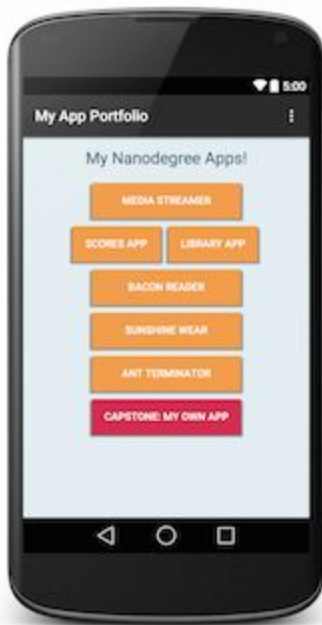 5:00
My App Portfolio
My Nanodegree Apps!
MEDIA STREAMER
SCORES APP LIBRARY APP
BACON READER
SUNSHINE WEAR
ANT TERMINATOR
CAPSTONE: MY OWN APP